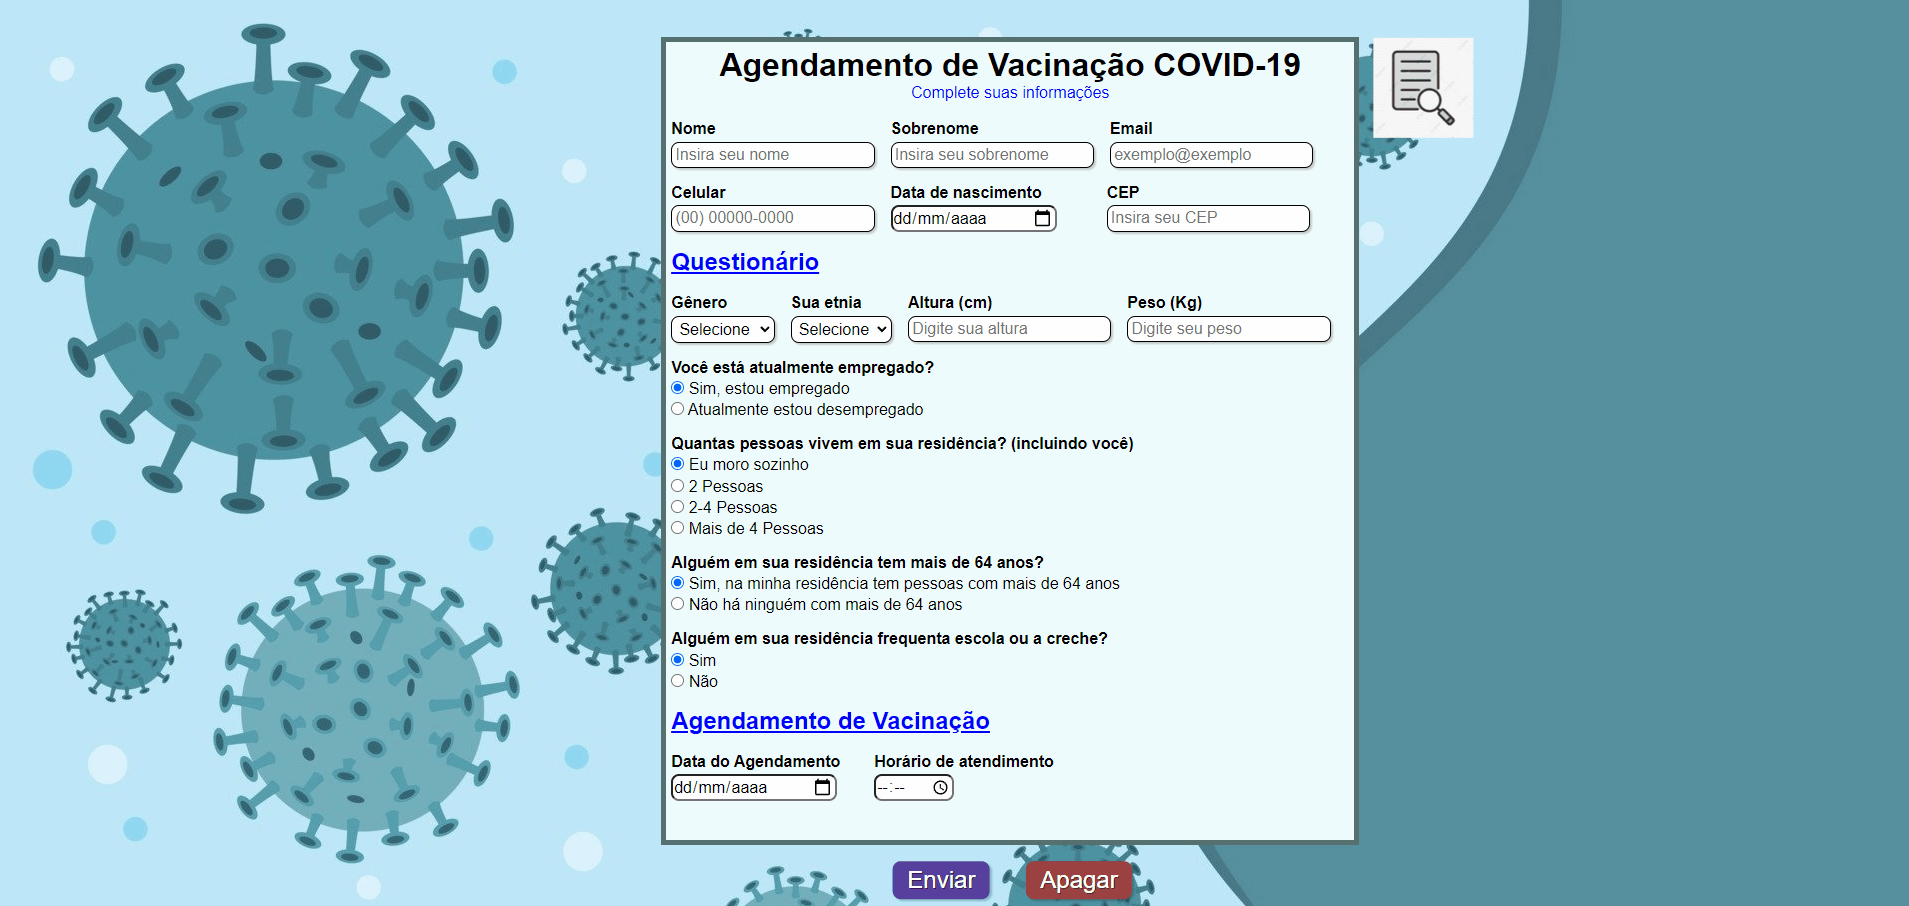 Agendamento de Vacinação COVID-19
Complete suas informações
Nome Sobrenome Email
Insira seu nome Insira seu sobrenome exemplo@exemplo
Celular Data de nascimento CEP
(00) 00000-0000 dd/mm/aaaa Insira seu CEP
Questionário
Gênero Sua etnia Altura (cm) Peso (Kg)
Selecione Selecione Digite sua altura Digite seu peso
Você está atualmente empregado?
Sim, estou empregado
Atualmente estou desempregado
Quantas pessoas vivem em sua residência? (incluindo você)
Eu moro sozinho
2 Pessoas
2-4 Pessoas
Mais de 4 Pessoas
Alguém em sua residência tem mais de 64 anos?
Sim, na minha residência tem pessoas com mais de 64 anos
Não há ninguém com mais de 64 anos
Alguém em sua residência frequenta escola ou a creche?
Sim
Não
Agendamento de Vacinação
Data do Agendamento Horário de atendimento
dd/mm/aaaa --:--
Enviar Apagar